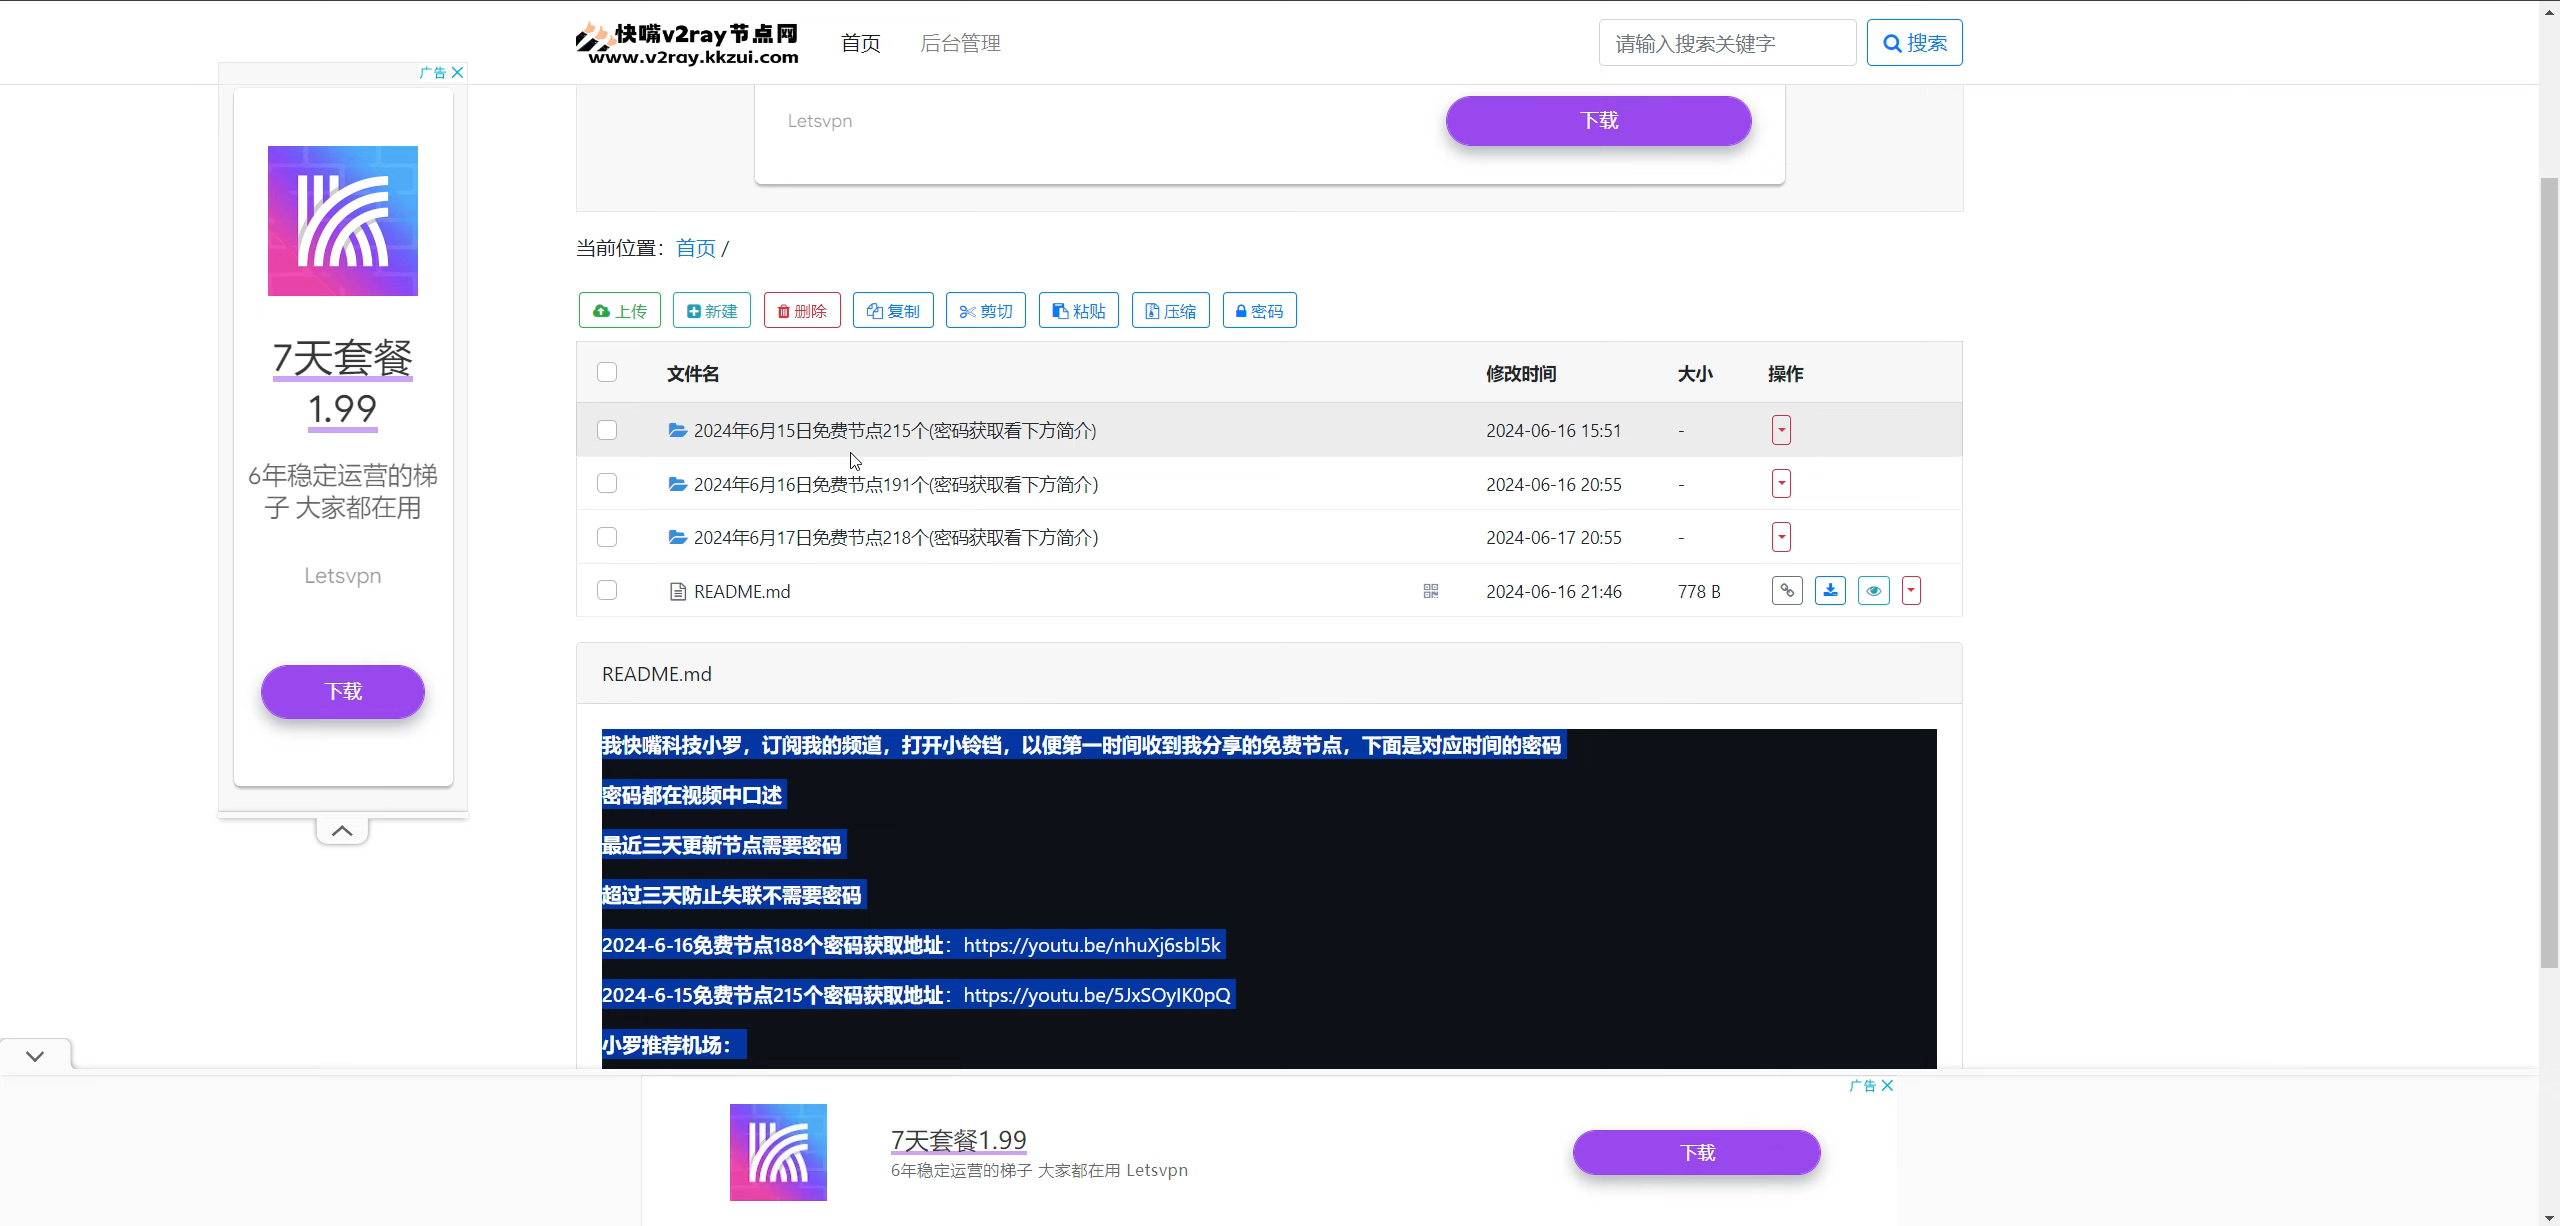 快嘴v2ray节点网
www.v2ray.kkzui.com
首页
后台管理
请输入搜索关键字
搜索
广告
7天套餐
1.99
6年稳定运营的梯
子 大家都在用
Letsvpn
下载
Letsvpn
下载
当前位置：首页 /
上传
新建
删除
复制
剪切
粘贴
压缩
密码
文件名 修改时间 大小 操作
2024年6月15日免费节点215个(密码获取看下方简介) 2024-06-16 15:51 -
2024年6月16日免费节点191个(密码获取看下方简介) 2024-06-16 20:55 -
2024年6月17日免费节点218个(密码获取看下方简介) 2024-06-17 20:55 -
README.md 2024-06-16 21:46 778 B
README.md
我快嘴科技小罗，订阅我的频道，打开小铃铛，以便第一时间收到我分享的免费节点，下面是对应时间的密码
密码都在视频中口述
最近三天更新节点需要密码
超过三天防止失联不需要密码
2024-6-16免费节点188个密码获取地址：https://youtu.be/nhuXj6sbl5k
2024-6-15免费节点215个密码获取地址：https://youtu.be/5JxSOyIK0pQ
小罗推荐机场：
广告
7天套餐1.99
6年稳定运营的梯子 大家都在用 Letsvpn
下载